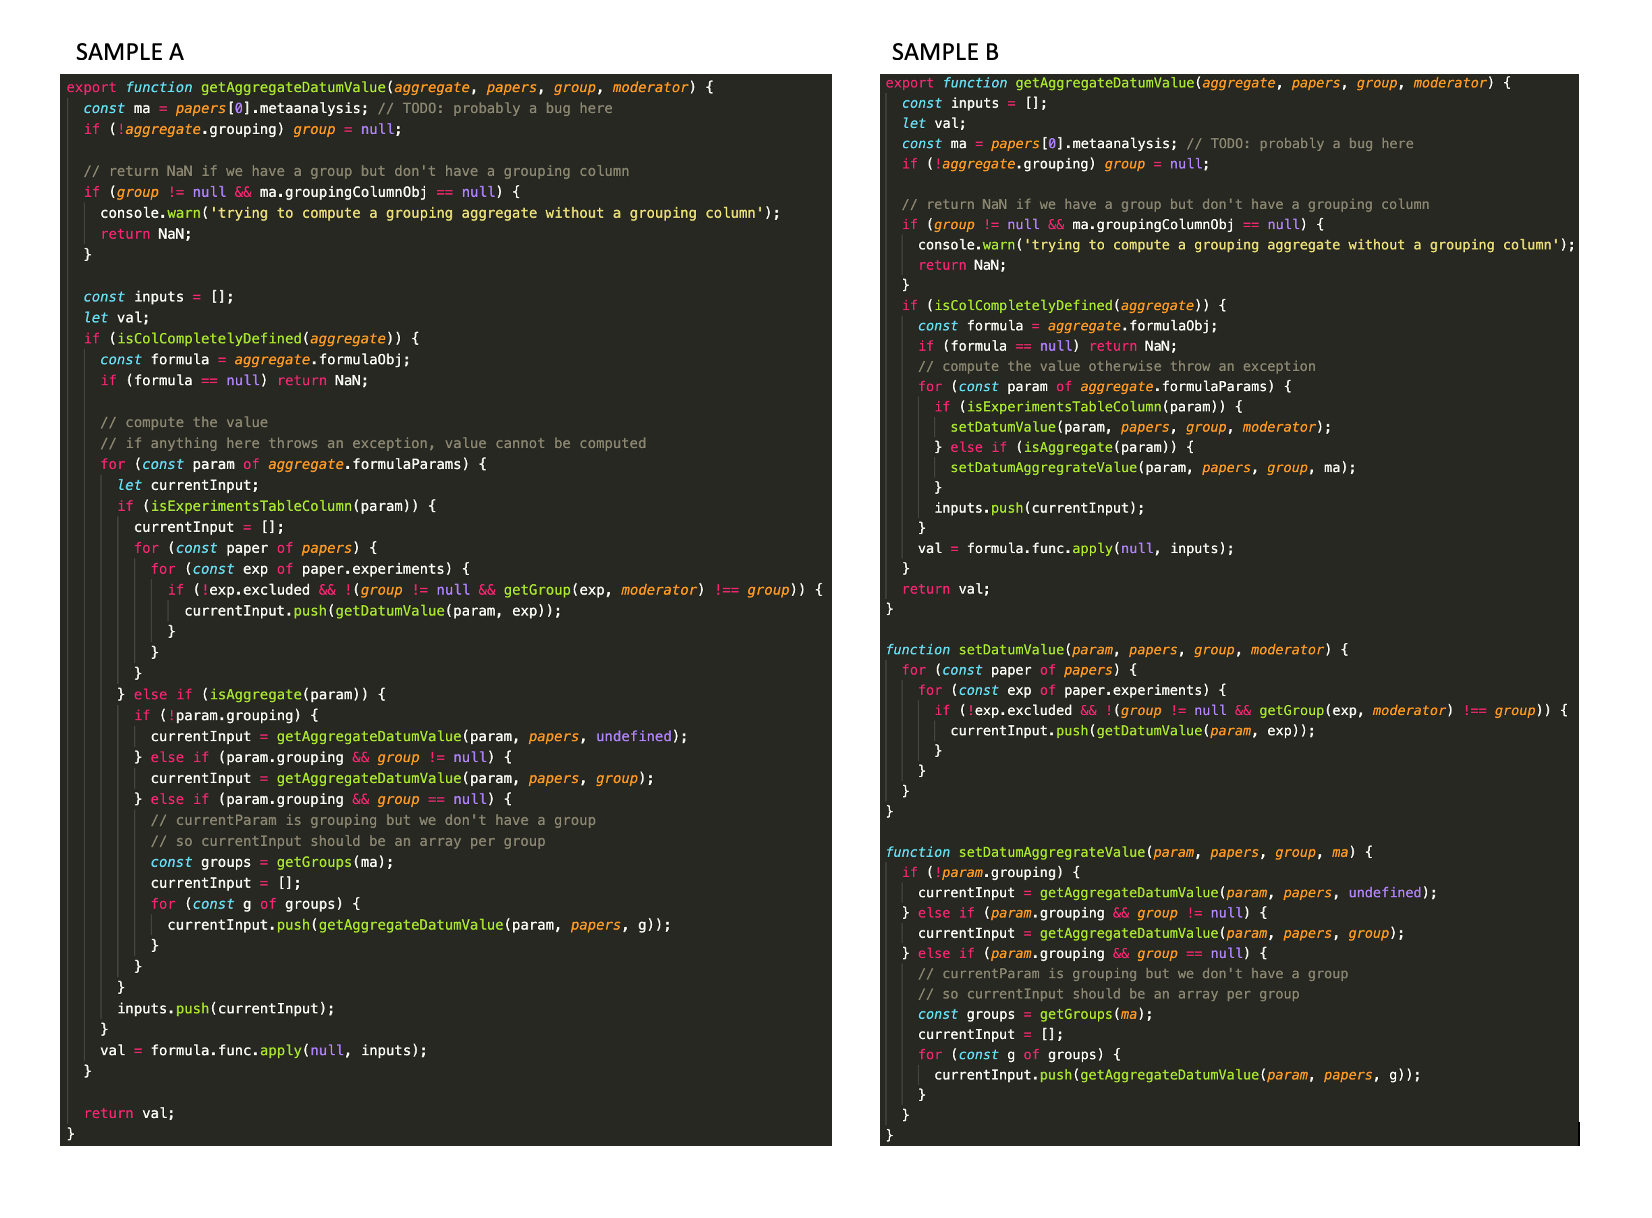 SAMPLE A
export function getAggregateDatumValue(aggregate, papers, group, moderator) {
  const ma = papers[0].metaanalysis; // TODO: probably a bug here
  if (!aggregate.grouping) group = null;

  // return NaN if we have a group but don't have a grouping column
  if (group != null && ma.groupingColumnObj == null) {
    console.warn('trying to compute a grouping aggregate without a grouping column');
    return NaN;
  }

  const inputs = [];
  let val;
  if (isColCompletelyDefined(aggregate)) {
    const formula = aggregate.formulaObj;
    if (formula == null) return NaN;

    // compute the value
    // if anything here throws an exception, value cannot be computed
    for (const param of aggregate.formulaParams) {
      let currentInput;
      if (isExperimentsTableColumn(param)) {
        currentInput = [];
        for (const paper of papers) {
          for (const exp of paper.experiments) {
            if (!exp.excluded && !(group != null && getGroup(exp, moderator) !== group)) {
              currentInput.push(getDatumValue(param, exp));
            }
          }
        }
      } else if (isAggregate(param)) {
        if (!param.grouping) {
          currentInput = getAggregateDatumValue(param, papers, undefined);
        } else if (param.grouping && group != null) {
          currentInput = getAggregateDatumValue(param, papers, group);
        } else if (param.grouping && group == null) {
          // currentParam is grouping but we don't have a group
          // so currentInput should be an array per group
          const groups = getGroups(ma);
          currentInput = [];
          for (const g of groups) {
            currentInput.push(getAggregateDatumValue(param, papers, g));
          }
        }
      }
      inputs.push(currentInput);
    }
    val = formula.func.apply(null, inputs);
  }

  return val;
}
SAMPLE B
export function getAggregateDatumValue(aggregate, papers, group, moderator) {
  const inputs = [];
  let val;
  const ma = papers[0].metaanalysis; // TODO: probably a bug here
  if (!aggregate.grouping) group = null;

  // return NaN if we have a group but don't have a grouping column
  if (group != null && ma.groupingColumnObj == null) {
    console.warn('trying to compute a grouping aggregate without a grouping column');
    return NaN;
  }
  if (isColCompletelyDefined(aggregate)) {
    const formula = aggregate.formulaObj;
    if (formula == null) return NaN;
    // compute the value otherwise throw an exception
    for (const param of aggregate.formulaParams) {
      if (isExperimentsTableColumn(param)) {
        setDatumValue(param, papers, group, moderator);
      } else if (isAggregate(param)) {
        setDatumAggregrateValue(param, papers, group, ma);
      }
      inputs.push(currentInput);
    }
    val = formula.func.apply(null, inputs);
  }
  return val;
}

function setDatumValue(param, papers, group, moderator) {
  for (const paper of papers) {
    for (const exp of paper.experiments) {
      if (!exp.excluded && !(group != null && getGroup(exp, moderator) !== group)) {
        currentInput.push(getDatumValue(param, exp));
      }
    }
  }
}

function setDatumAggregrateValue(param, papers, group, ma) {
  if (!param.grouping) {
    currentInput = getAggregateDatumValue(param, papers, undefined);
  } else if (param.grouping && group != null) {
    currentInput = getAggregateDatumValue(param, papers, group);
  } else if (param.grouping && group == null) {
    // currentParam is grouping but we don't have a group
    // so currentInput should be an array per group
    const groups = getGroups(ma);
    currentInput = [];
    for (const g of groups) {
      currentInput.push(getAggregateDatumValue(param, papers, g));
    }
  }
}